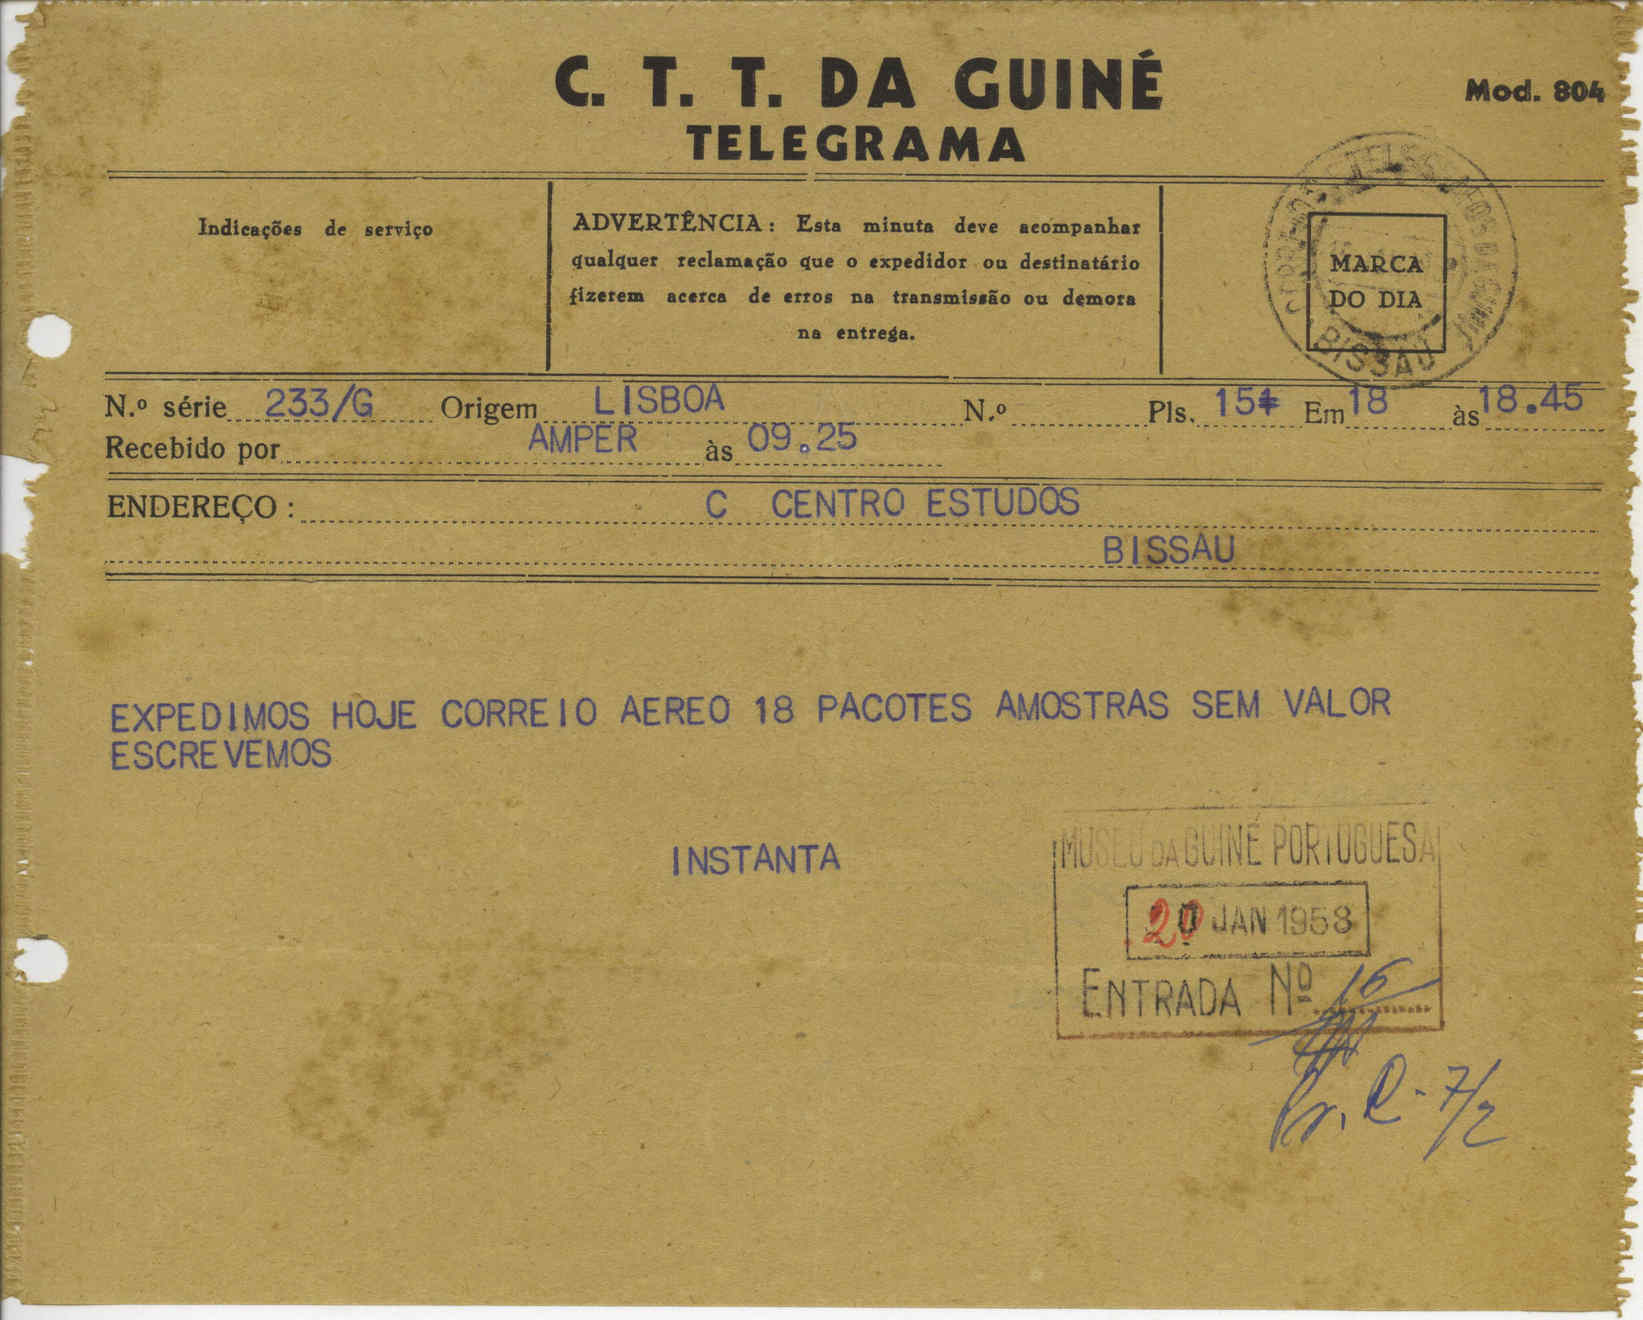 C. T. T. DA GUINÉ
Mod. 804
TELEGRAMA
Indicações de serviço
ADVERTÊNCIA: Esta minuta deve acompanhar
qualquer reclamação que o expedidor ou destinatário
fizerem acerca de erros na transmissão ou demora
na entrega.
MARCA
DO DIA
BISSAU
N.º série 233/G Origem LISBOA N.º Pls. 15 Em 18 às 18.45
Recebido por AMPER às 09.25
ENDEREÇO : C CENTRO ESTUDOS
BISSAU
EXPEDIMOS HOJE CORREIO AEREO 18 PACOTES AMOSTRAS SEM VALOR
ESCREVEMOS
INSTANTA
MUSEU DA GUINÉ PORTUGUESA
20 JAN 1958
ENTRADA Nº 16
R-7/2